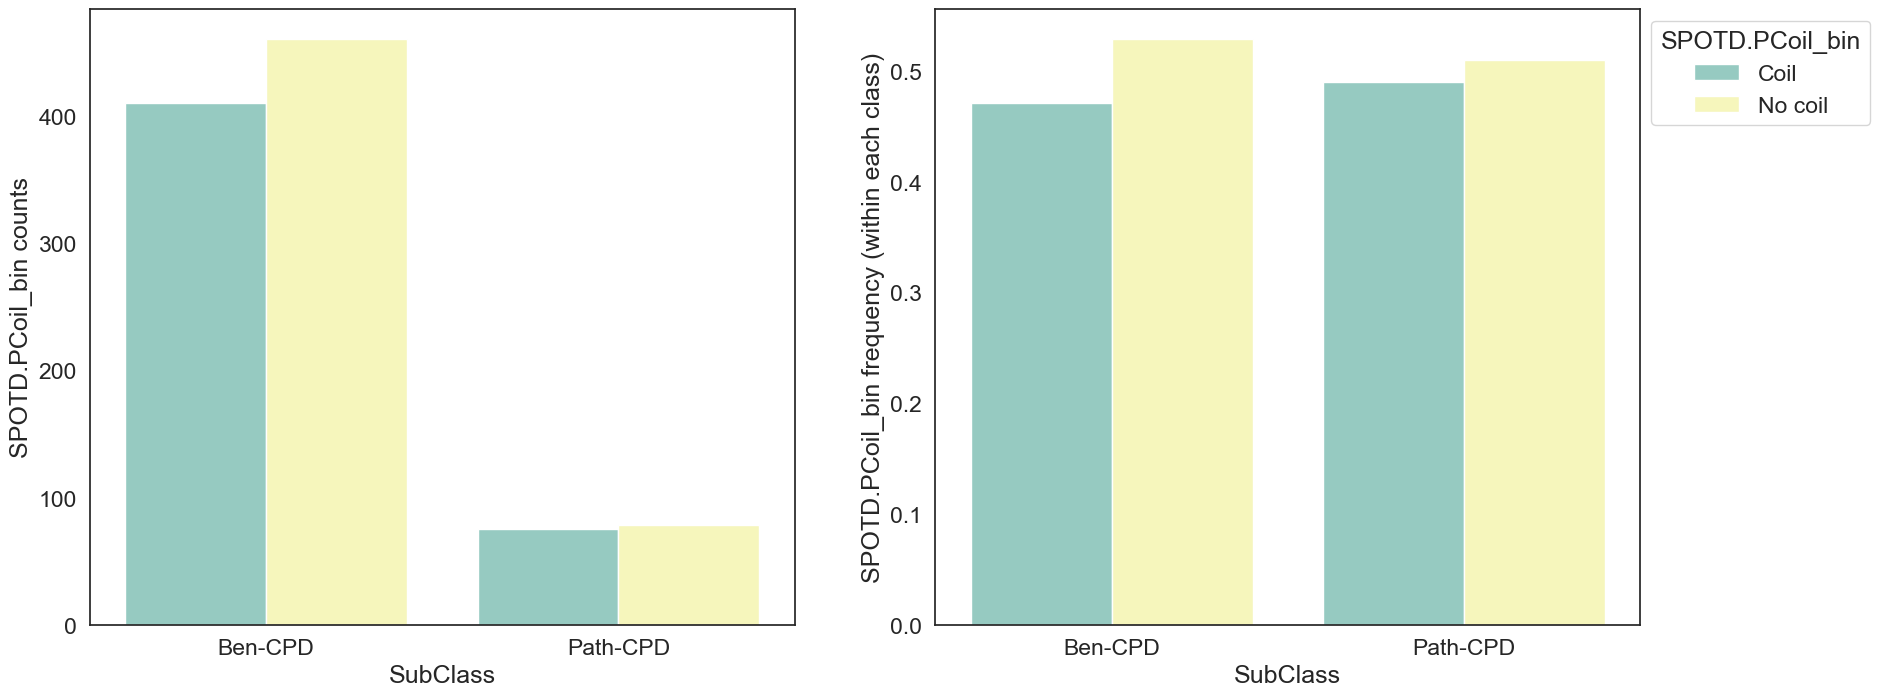 SPOTD.PCoil_bin counts
400
300
200
100
0
Ben-CPD
Path-CPD
SubClass
SPOTD.PCoil_bin frequency (within each class)
0.5
0.4
0.3
0.2
0.1
0.0
Ben-CPD
Path-CPD
SubClass
SPOTD.PCoil_bin
Coil
No coil